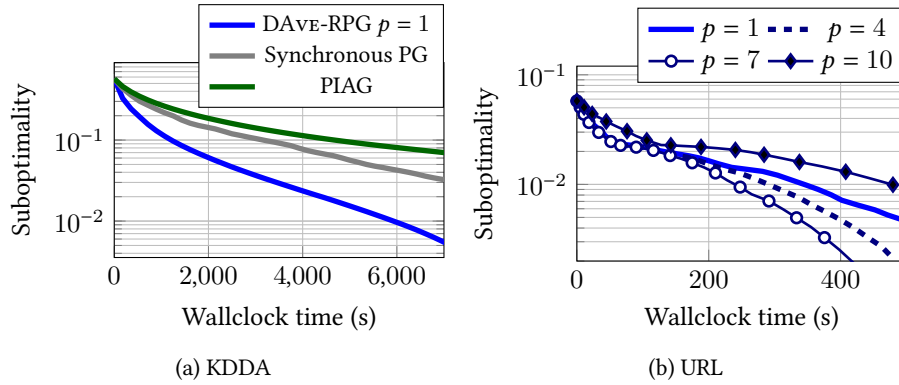 DAve-RPG p = 1
Synchronous PG
PIAG
Suboptimality
10⁻¹
10⁻²
0
2,000
4,000
6,000
Wallclock time (s)
(a) KDDA
p = 1
p = 4
p = 7
p = 10
Suboptimality
10⁻¹
10⁻²
0
200
400
Wallclock time (s)
(b) URL